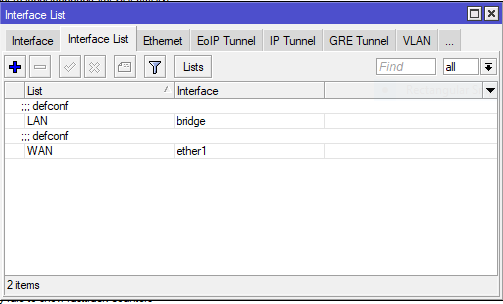 Interface List
Interface Interface List Ethernet EoIP Tunnel IP Tunnel GRE Tunnel VLAN ...
Lists Find all
List Interface
;;; defconf
LAN bridge
;;; defconf
WAN ether1
2 items